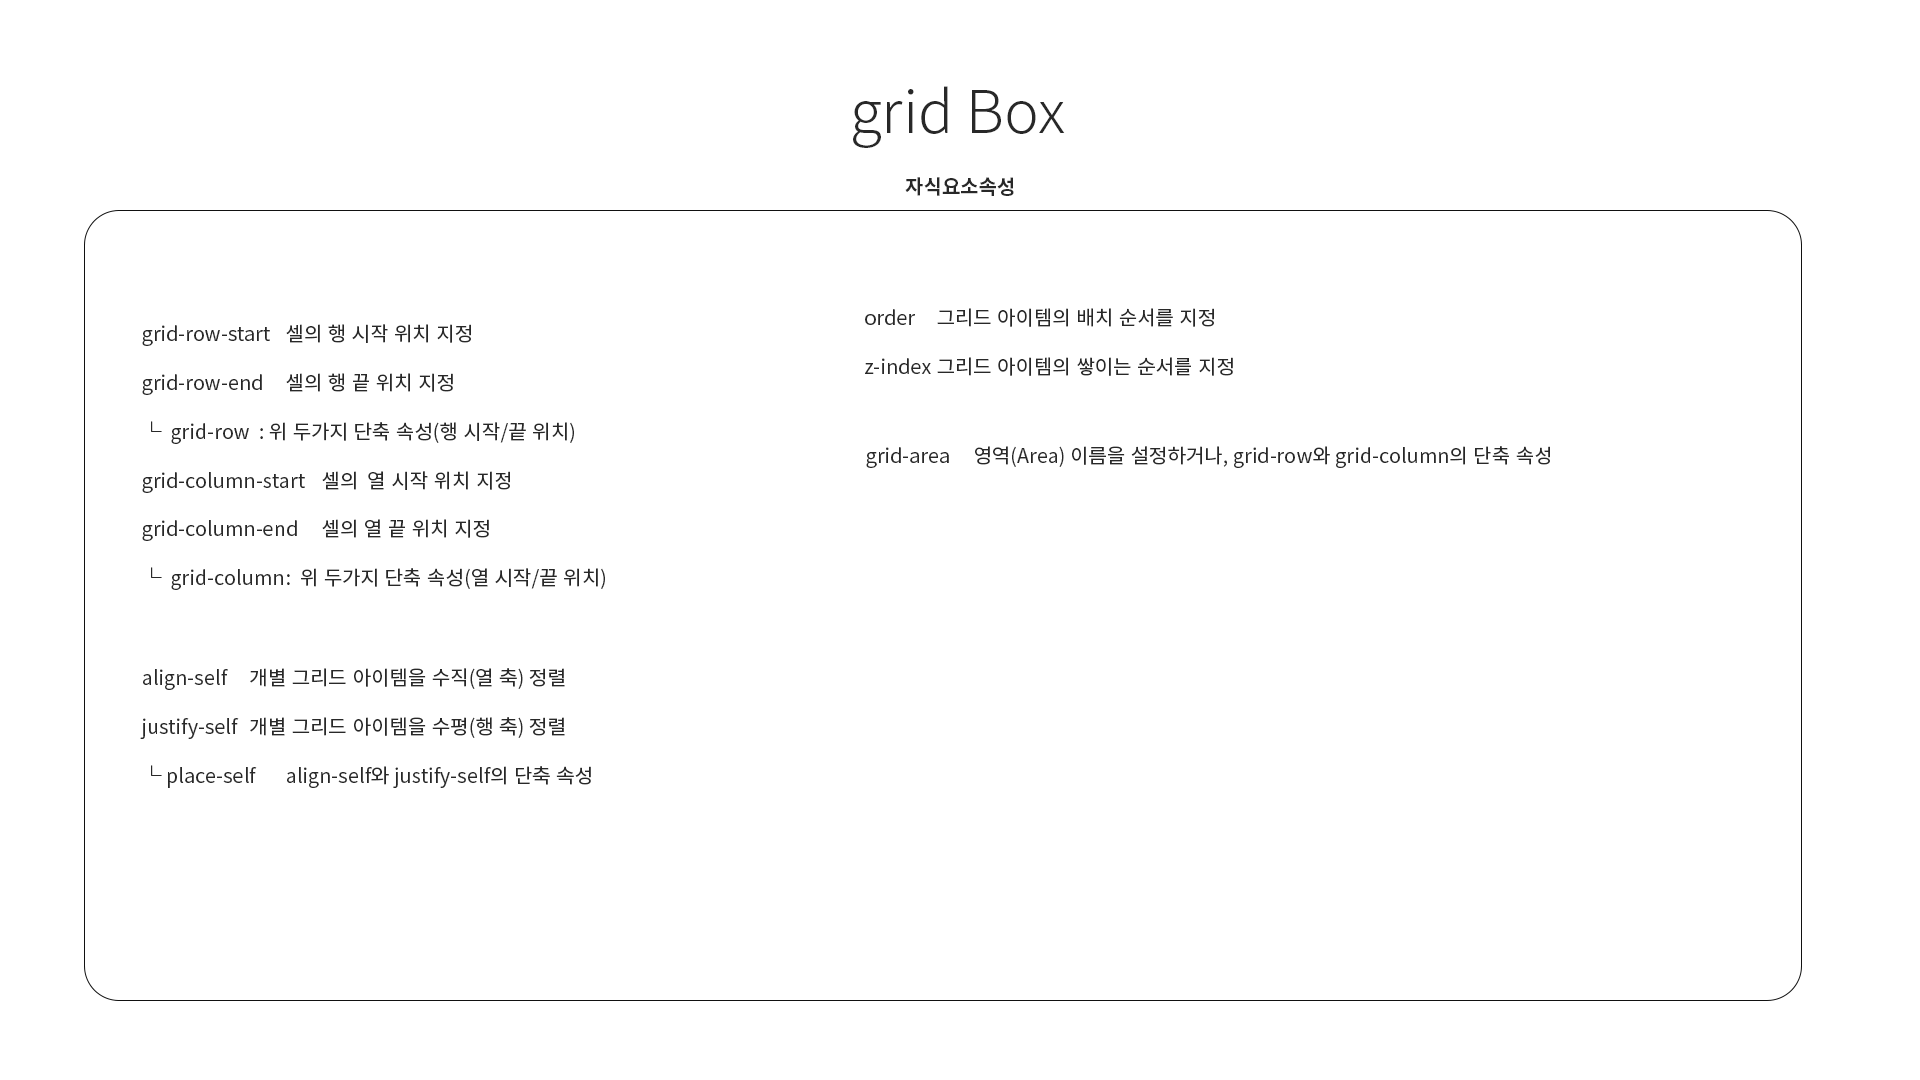 grid Box
자식요소속성
grid-row-start 셀의 행 시작 위치 지정
grid-row-end 셀의 행 끝 위치 지정
└ grid-row : 위 두가지 단축 속성(행 시작/끝 위치)
grid-column-start 셀의 열 시작 위치 지정
grid-column-end 셀의 열 끝 위치 지정
└ grid-column: 위 두가지 단축 속성(열 시작/끝 위치)
align-self 개별 그리드 아이템을 수직(열 축) 정렬
justify-self 개별 그리드 아이템을 수평(행 축) 정렬
└ place-self align-self와 justify-self의 단축 속성
order 그리드 아이템의 배치 순서를 지정
z-index 그리드 아이템의 쌓이는 순서를 지정
grid-area 영역(Area) 이름을 설정하거나, grid-row와 grid-column의 단축 속성